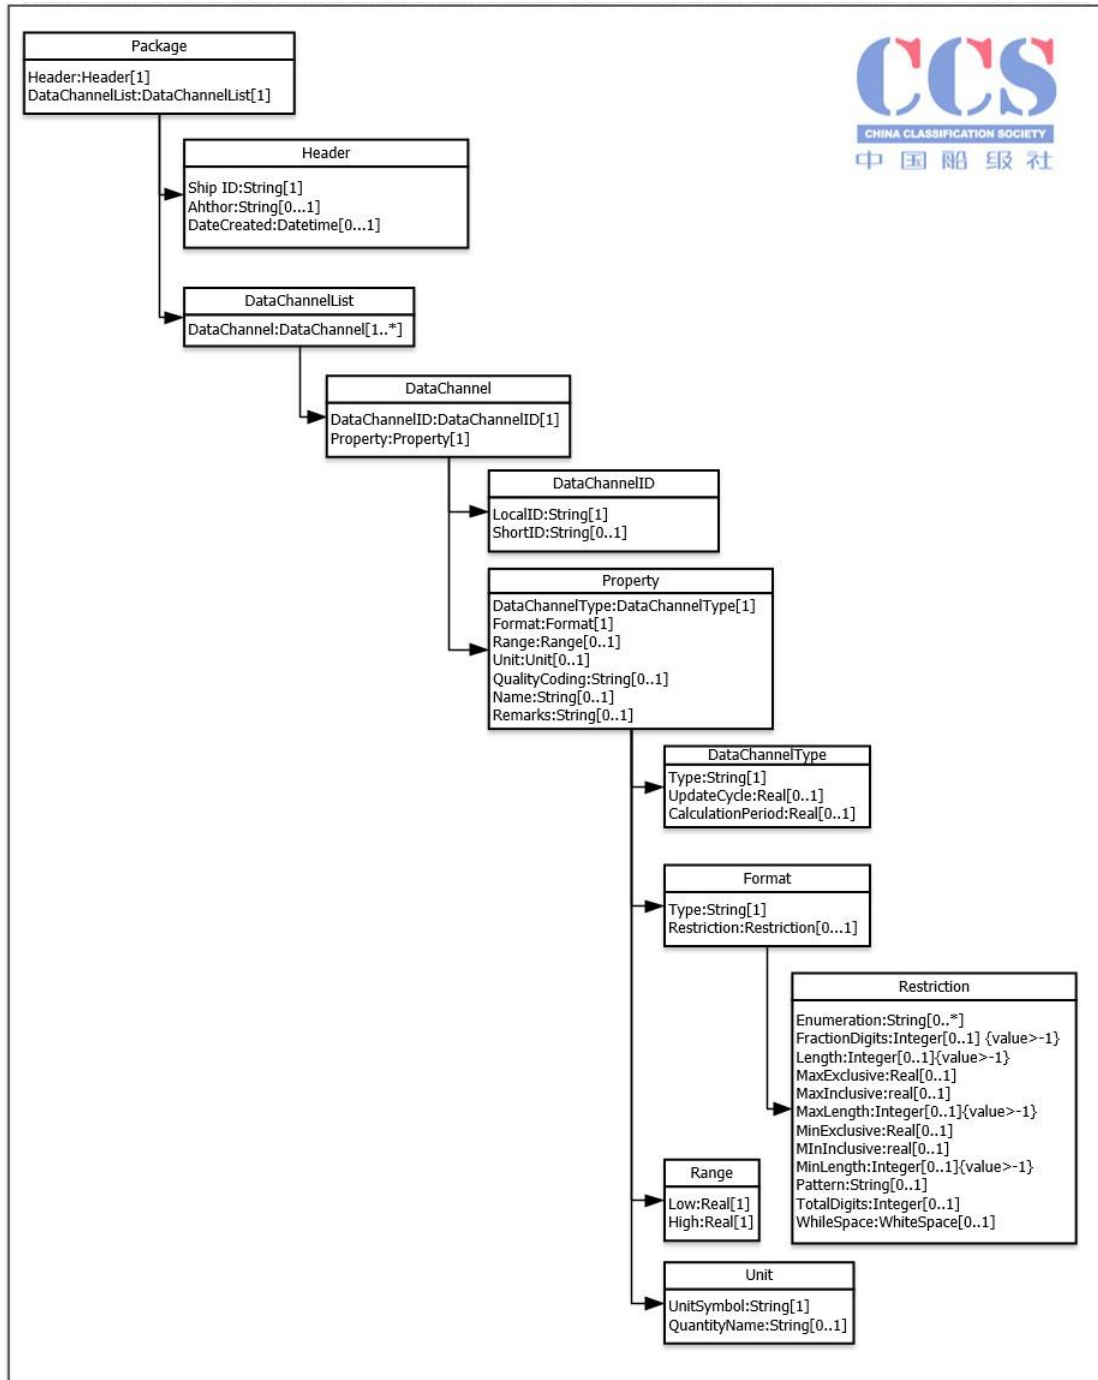 Package
Header:Header[1]
DataChannelList:DataChannelList[1]
CCS
CHINA CLASSIFICATION SOCIETY
中国船级社
Header
Ship ID:String[1]
Ahthor:String[0...1]
DateCreated:Datetime[0...1]
DataChannelList
DataChannel:DataChannel[1..*]
DataChannel
DataChannelID:DataChannelID[1]
Property:Property[1]
DataChannelID
LocalID:String[1]
ShortID:String[0..1]
Property
DataChannelType:DataChannelType[1]
Format:Format[1]
Range:Range[0..1]
Unit:Unit[0..1]
QualityCoding:String[0..1]
Name:String[0..1]
Remarks:String[0..1]
DataChannelType
Type:String[1]
UpdateCycle:Real[0..1]
CalculationPeriod:Real[0..1]
Format
Type:String[1]
Restriction:Restriction[0...1]
Restriction
Enumeration:String[0..*]
FractionDigits:Integer[0..1] {value>-1}
Length:Integer[0..1]{value>-1}
MaxExclusive:Real[0..1]
MaxInclusive:real[0..1]
MaxLength:Integer[0..1]{value>-1}
MinExclusive:Real[0..1]
MInInclusive:real[0..1]
MinLength:Integer[0..1]{value>-1}
Pattern:String[0..1]
TotalDigits:Integer[0..1]
WhileSpace:WhiteSpace[0..1]
Range
Low:Real[1]
High:Real[1]
Unit
UnitSymbol:String[1]
QuantityName:String[0..1]